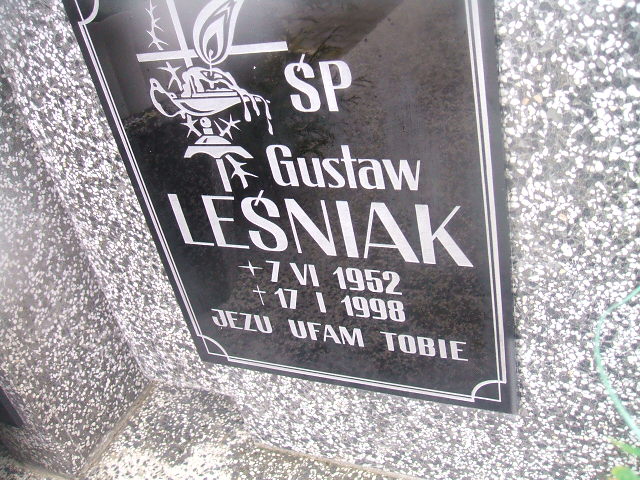 ŚP
Gustaw
LEŚNIAK
* 7 VI 1952
+ 17 I 1998
JEZU UFAM TOBIE